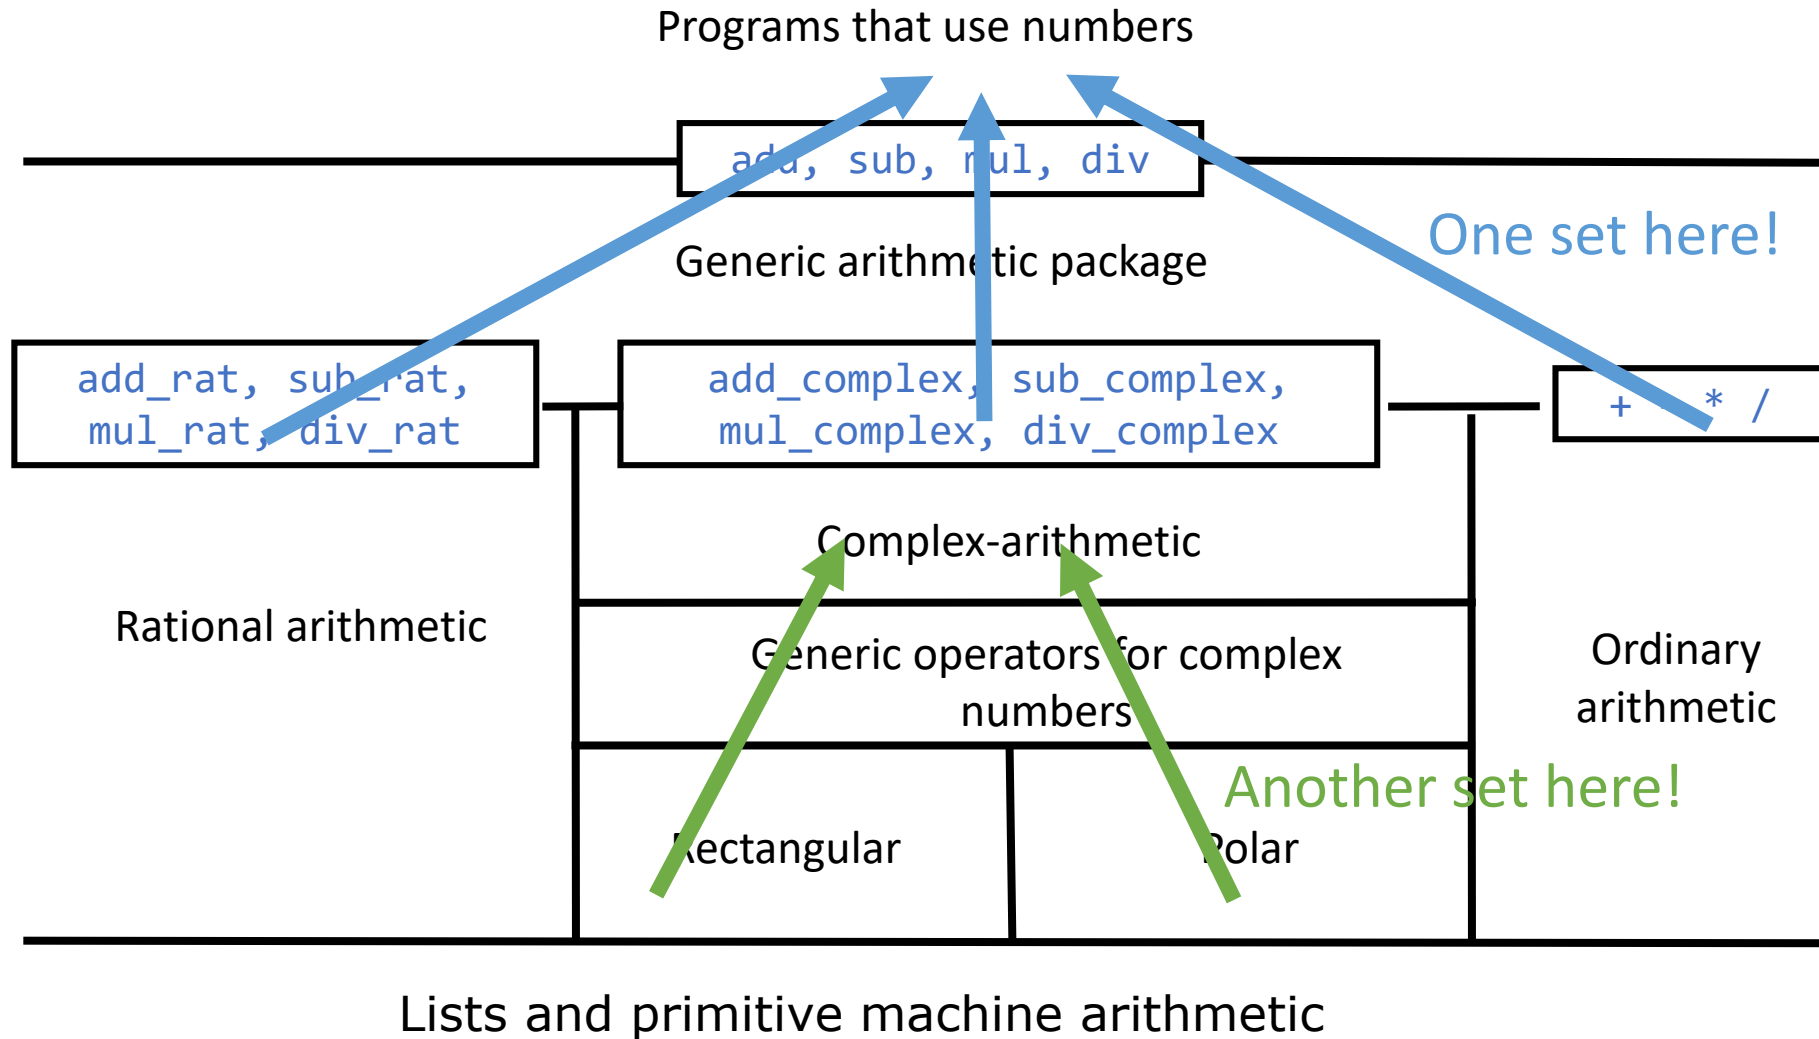 Programs that use numbers
add, sub, mul, div
One set here!
Generic arithmetic package
add_rat, sub_rat,
mul_rat, div_rat
add_complex, sub_complex,
mul_complex, div_complex
+ - * /
Complex-arithmetic
Rational arithmetic
Generic operators for complex
numbers
Ordinary
arithmetic
Another set here!
Rectangular
Polar
Lists and primitive machine arithmetic